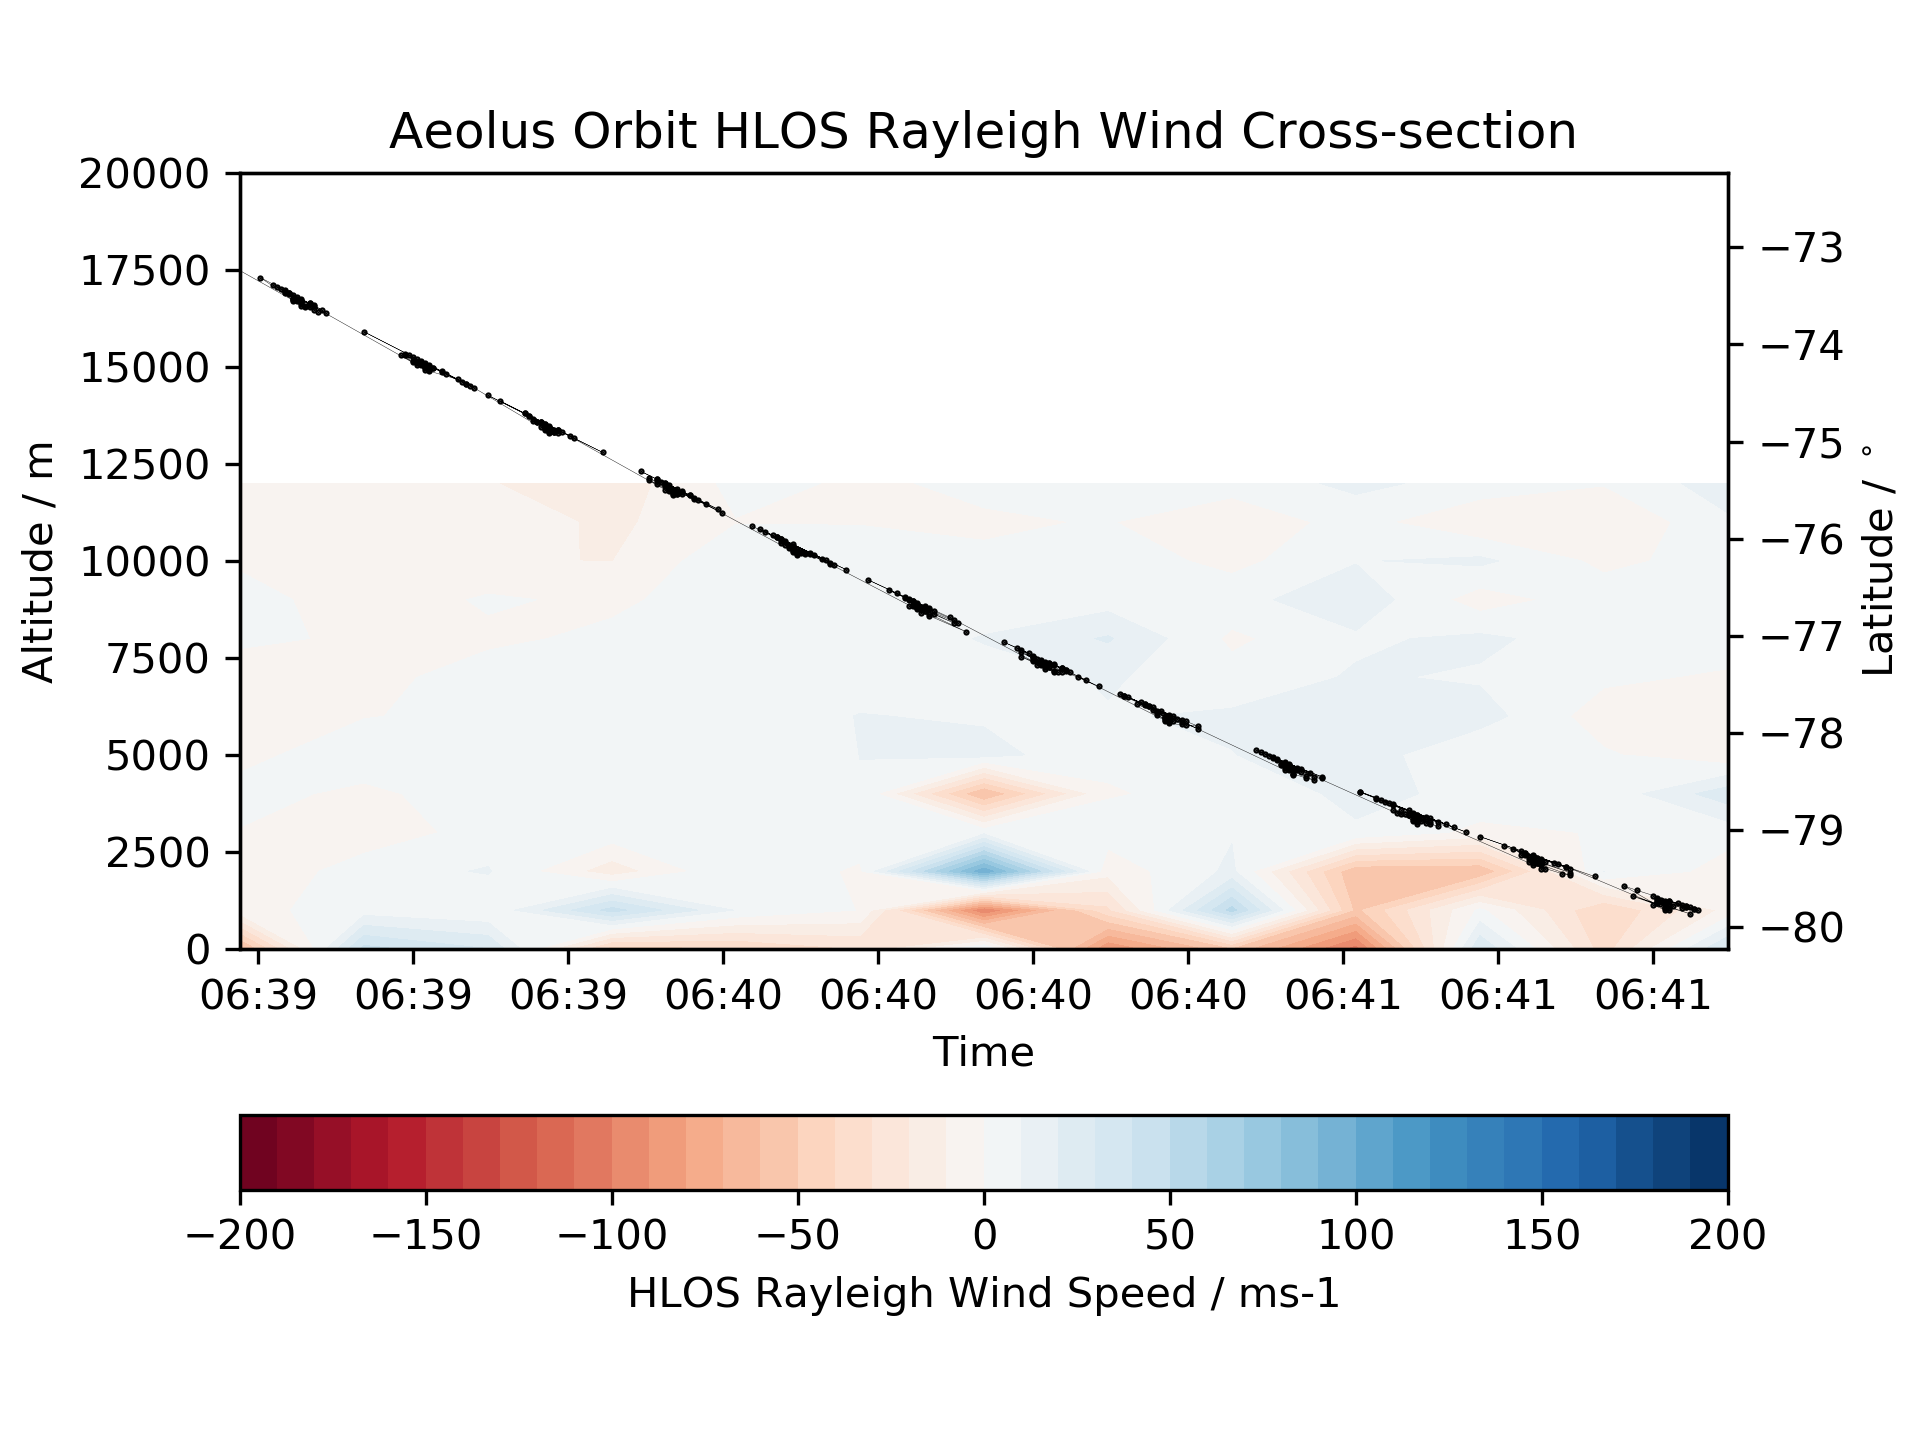 Aeolus Orbit HLOS Rayleigh Wind Cross-section
20000
17500
15000
12500
10000
7500
5000
2500
0
Altitude / m
−73
−74
−75
−76
−77
−78
−79
−80
Latitude / °
06:39 06:39 06:39 06:40 06:40 06:40 06:40 06:41 06:41 06:41
Time
−200 −150 −100 −50 0 50 100 150 200
HLOS Rayleigh Wind Speed / ms-1